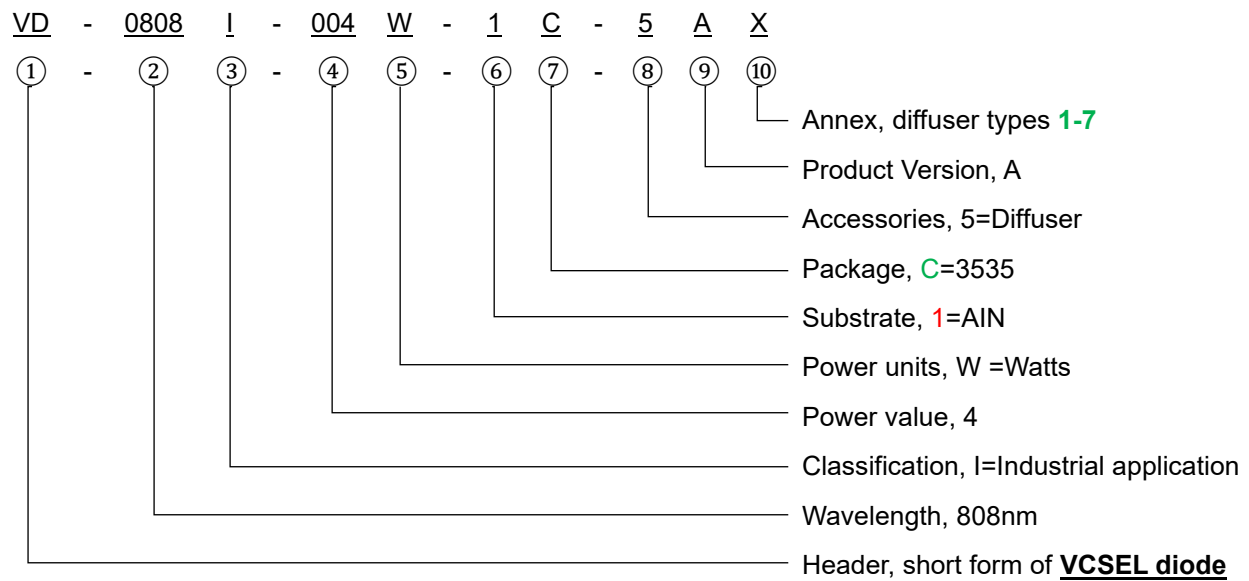 VD - 0808 I - 004 W - 1 C - 5 A X
① - ② ③ - ④ ⑤ - ⑥ ⑦ - ⑧ ⑨ ⑩
Annex, diffuser types 1-7
Product Version, A
Accessories, 5=Diffuser
Package, C=3535
Substrate, 1=AIN
Power units, W =Watts
Power value, 4
Classification, I=Industrial application
Wavelength, 808nm
Header, short form of VCSEL diode